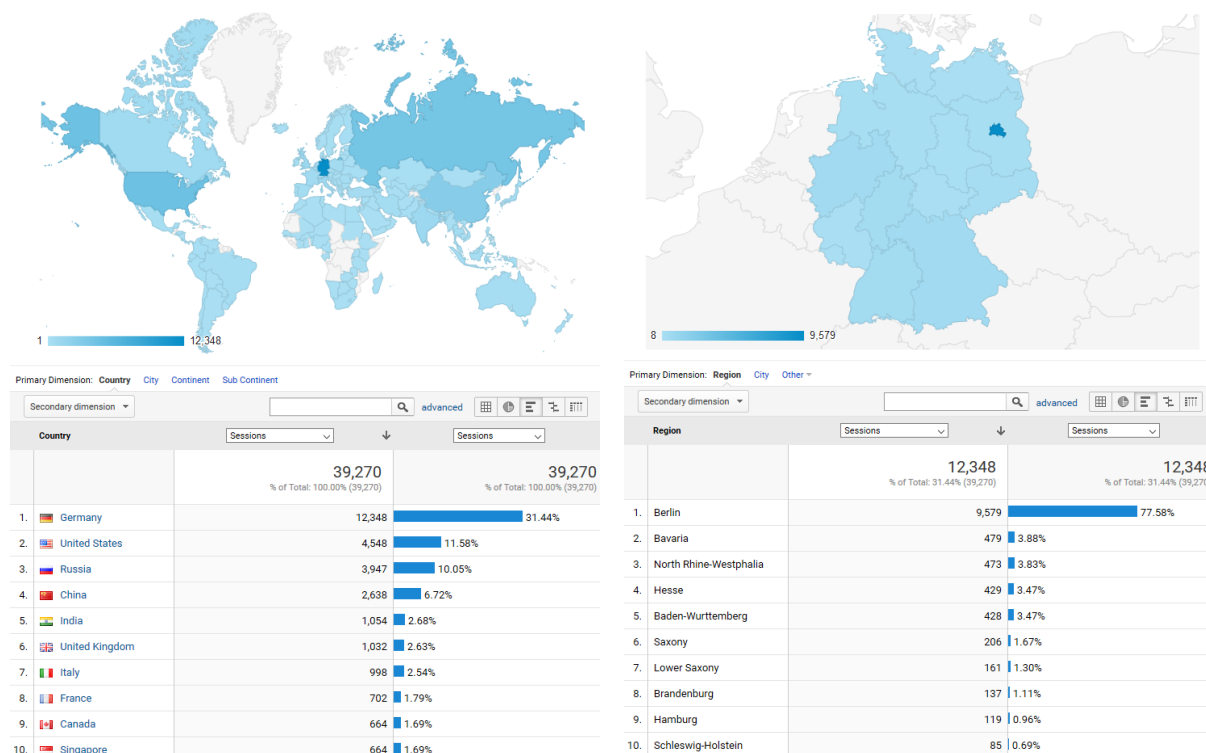 1 12,348
Primary Dimension: Country City Continent Sub Continent
Secondary dimension advanced
Country Sessions Sessions
39,270 39,270
% of Total: 100.00% (39,270) % of Total: 100.00% (39,270)
1. Germany 12,348 31.44%
2. United States 4,548 11.58%
3. Russia 3,947 10.05%
4. China 2,638 6.72%
5. India 1,054 2.68%
6. United Kingdom 1,032 2.63%
7. Italy 998 2.54%
8. France 702 1.79%
9. Canada 664 1.69%
10. Singapore 664 1.69%
8 9,579
Primary Dimension: Region City Other
Secondary dimension advanced
Region Sessions Sessions
12,348 12,348
% of Total: 31.44% (39,270) % of Total: 31.44% (39,270
1. Berlin 9,579 77.58%
2. Bavaria 479 3.88%
3. North Rhine-Westphalia 473 3.83%
4. Hesse 429 3.47%
5. Baden-Wurttemberg 428 3.47%
6. Saxony 206 1.67%
7. Lower Saxony 161 1.30%
8. Brandenburg 137 1.11%
9. Hamburg 119 0.96%
10. Schleswig-Holstein 85 0.69%